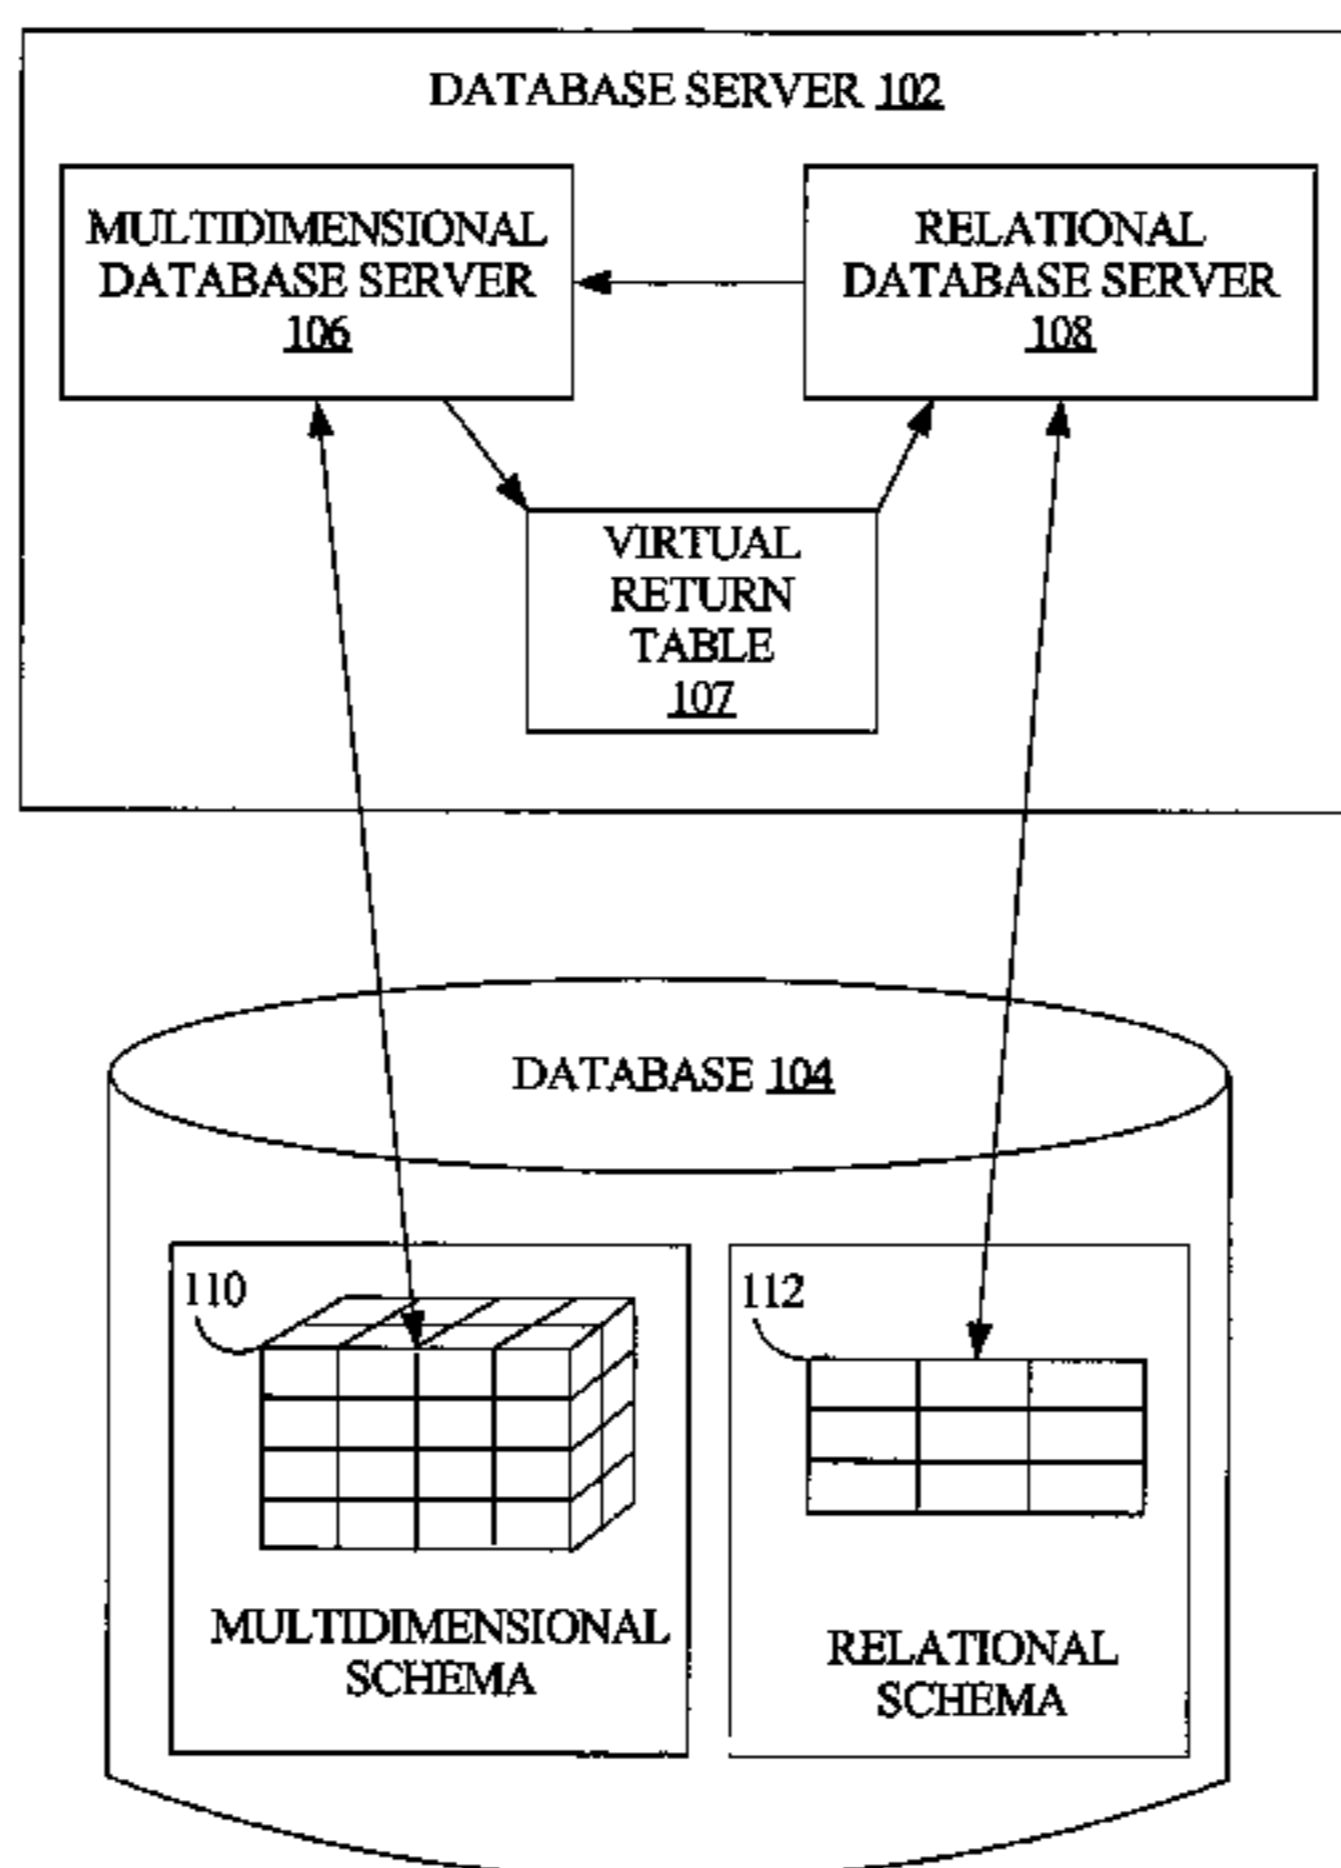 DATABASE SERVER 102
MULTIDIMENSIONAL
DATABASE SERVER
106
RELATIONAL
DATABASE SERVER
108
VIRTUAL
RETURN
TABLE
107
DATABASE 104
110
MULTIDIMENSIONAL
SCHEMA
112
RELATIONAL
SCHEMA